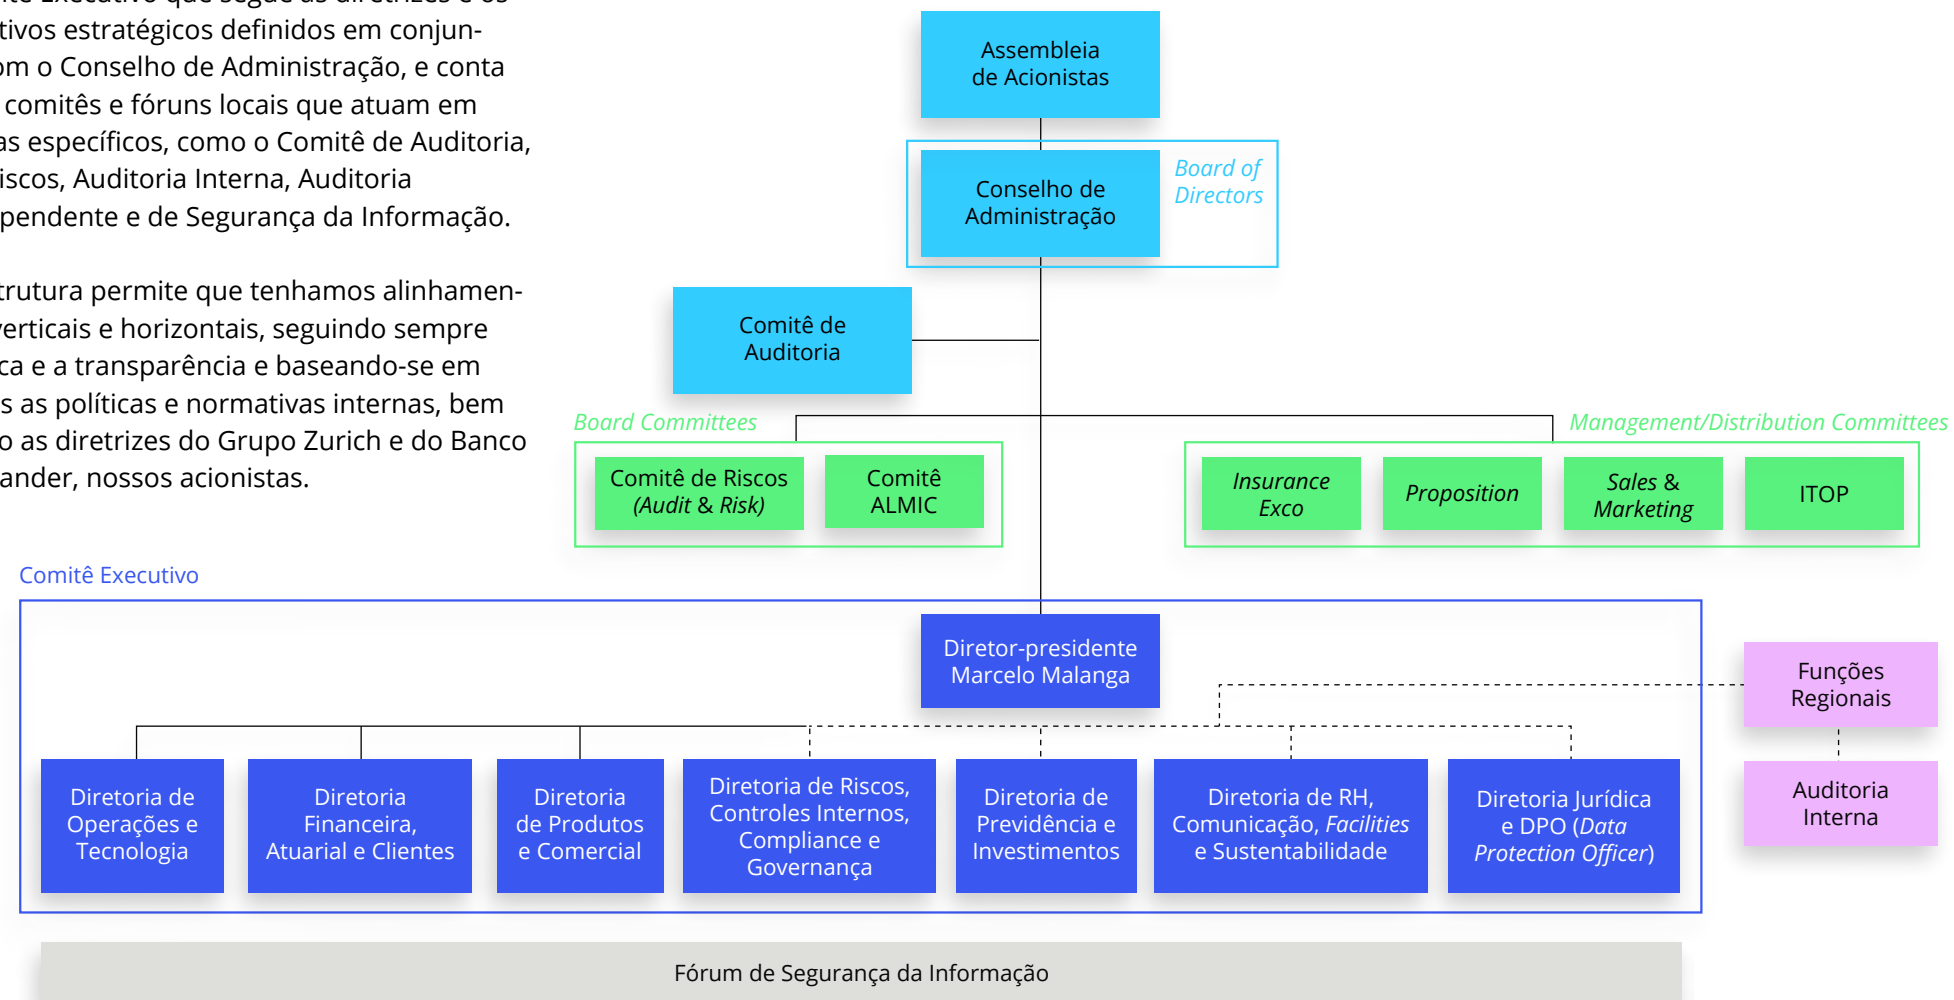 tivos estratégicos definidos em conjun-
om o Conselho de Administração, e conta
comitês e fóruns locais que atuam em
as específicos, como o Comitê de Auditoria,
iscos, Auditoria Interna, Auditoria
pendente e de Segurança da Informação.
trutura permite que tenhamos alinhamen-
verticais e horizontais, seguindo sempre
ca e a transparência e baseando-se em
s as políticas e normativas internas, bem
o as diretrizes do Grupo Zurich e do Banco
ander, nossos acionistas.
Assembleia
de Acionistas
Conselho de
Administração
Board of
Directors
Comitê de
Auditoria
Board Committees
Comitê de Riscos
(Audit & Risk)
Comitê
ALMIC
Management/Distribution Committees
Insurance
Exco
Proposition
Sales &
Marketing
ITOP
Comitê Executivo
Diretor-presidente
Marcelo Malanga
Funções
Regionais
Auditoria
Interna
Diretoria de
Operações e
Tecnologia
Diretoria
Financeira,
Atuarial e Clientes
Diretoria
de Produtos
e Comercial
Diretoria de Riscos,
Controles Internos,
Compliance e
Governança
Diretoria de
Previdência e
Investimentos
Diretoria de RH,
Comunicação, Facilities
e Sustentabilidade
Diretoria Jurídica
e DPO (Data
Protection Officer)
Fórum de Segurança da Informação